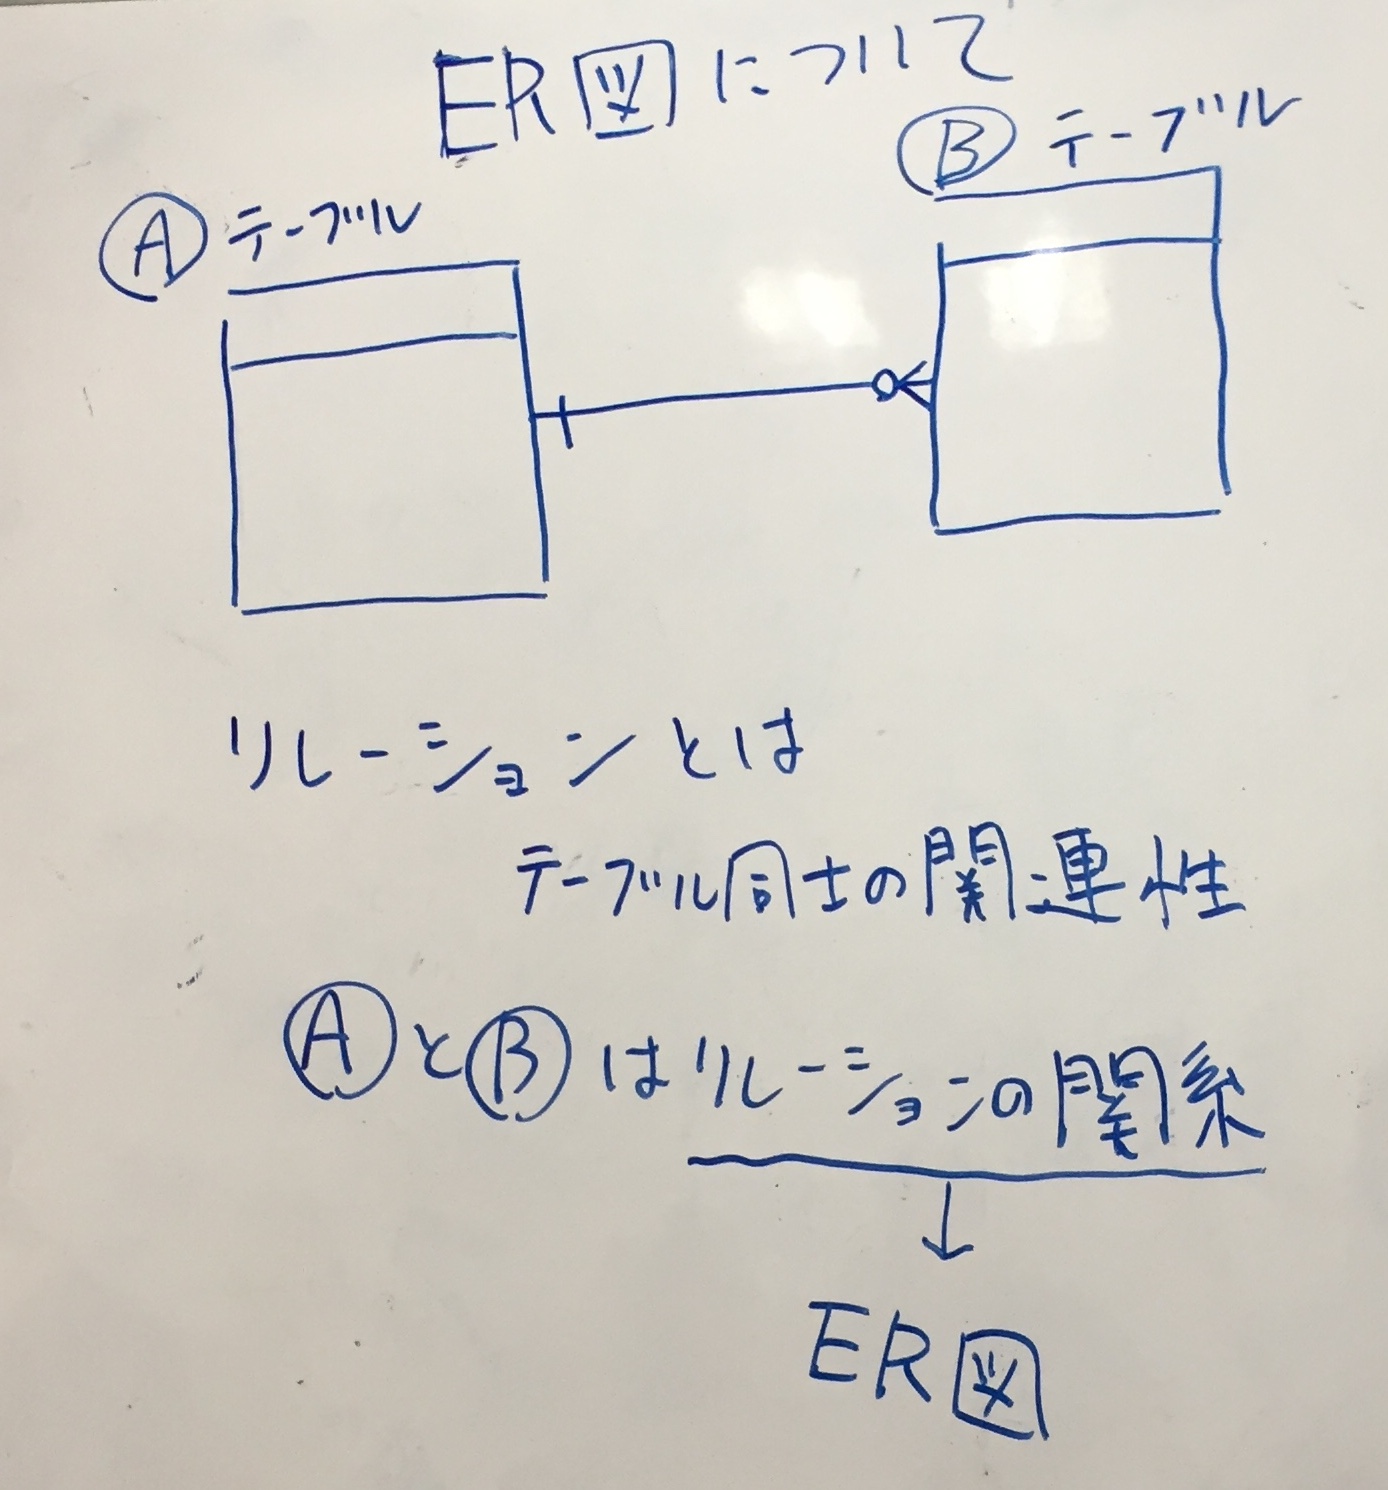 ER図について
Ⓐテーブル
Ⓑテーブル
リレーションとは
テーブル同士の関連性
ⒶとⒷはリレーションの関係
↓
ER図